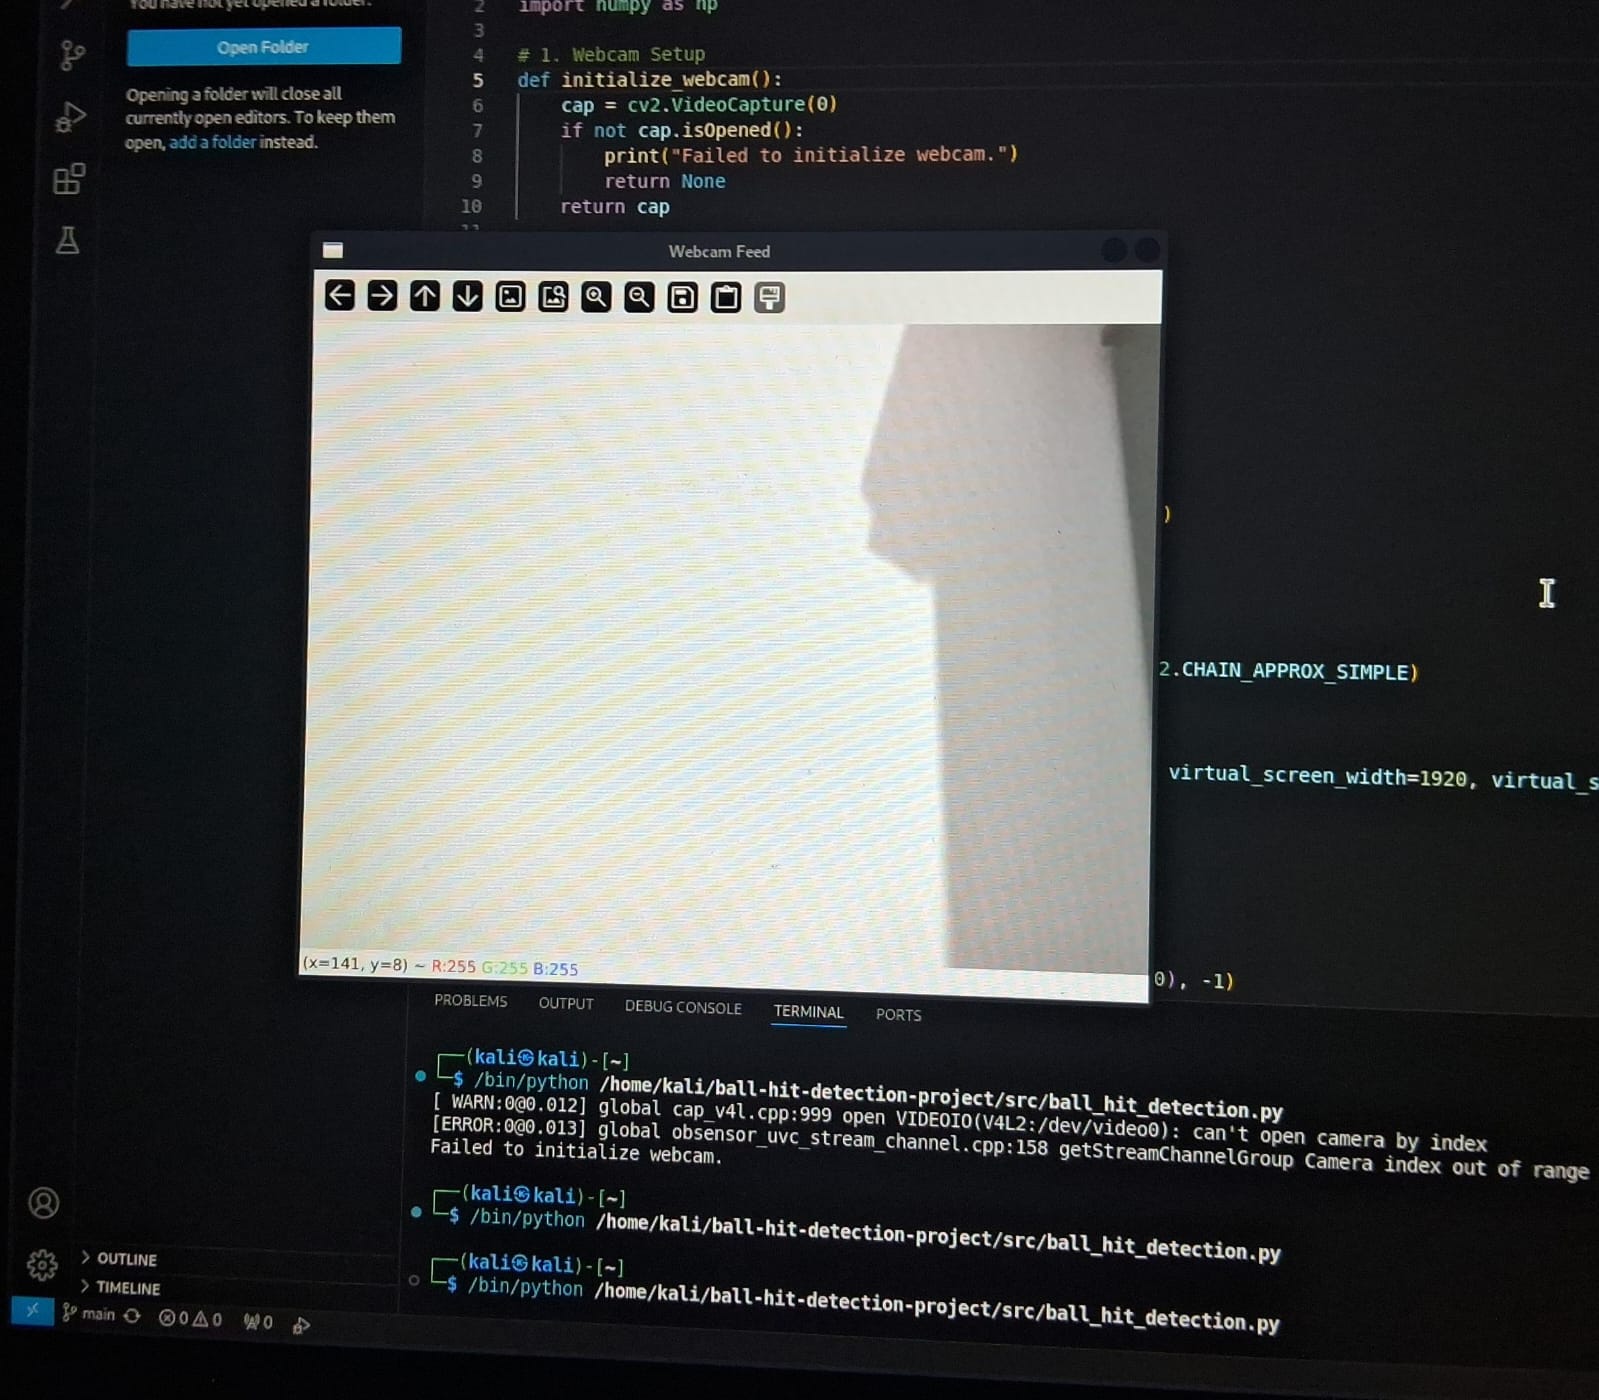 You have not yet opened a folder.
Open Folder
Opening a folder will close all
currently open editors. To keep them
open, add a folder instead.
2 import numpy as np
3
4 # 1. Webcam Setup
5 def initialize_webcam():
6 cap = cv2.VideoCapture(0)
7 if not cap.isOpened():
8 print("Failed to initialize webcam.")
9 return None
10 return cap
11
Webcam Feed
)
2.CHAIN_APPROX_SIMPLE)
virtual_screen_width=1920, virtual_s
0), -1)
(x=141, y=8) ~ R:255 G:255 B:255
PROBLEMS OUTPUT DEBUG CONSOLE TERMINAL PORTS
┌──(kali㉿kali)-[~]
└─$ /bin/python /home/kali/ball-hit-detection-project/src/ball_hit_detection.py
[ WARN:0@0.012] global cap_v4l.cpp:999 open VIDEOIO(V4L2:/dev/video0): can't open camera by index
[ERROR:0@0.013] global obsensor_uvc_stream_channel.cpp:158 getStreamChannelGroup Camera index out of range
Failed to initialize webcam.
┌──(kali㉿kali)-[~]
└─$ /bin/python /home/kali/ball-hit-detection-project/src/ball_hit_detection.py
┌──(kali㉿kali)-[~]
└─$ /bin/python /home/kali/ball-hit-detection-project/src/ball_hit_detection.py
OUTLINE
TIMELINE
main 0 0 0